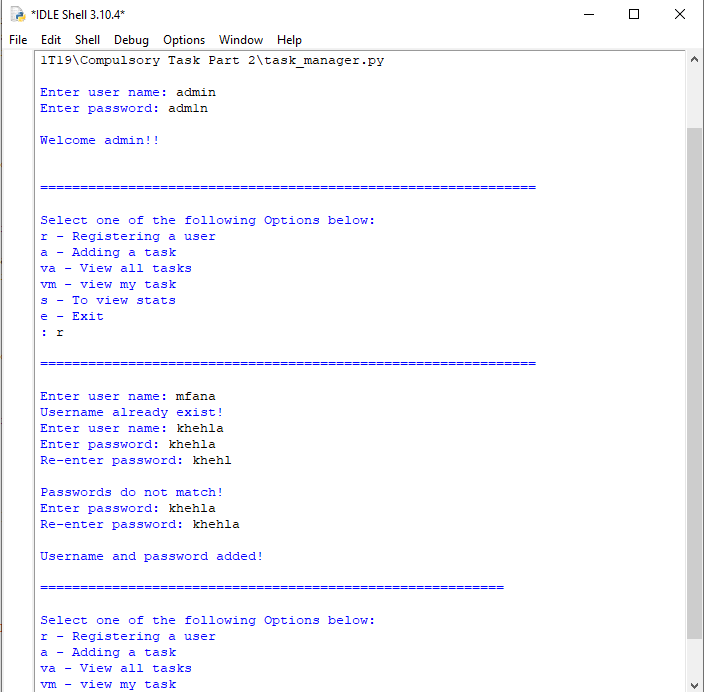 *IDLE Shell 3.10.4*
File Edit Shell Debug Options Window Help
lT19\Compulsory Task Part 2\task_manager.py
Enter user name: admin
Enter password: adm1n
Welcome admin!!
==============================================================
Select one of the following Options below:
r - Registering a user
a - Adding a task
va - View all tasks
vm - view my task
s - To view stats
e - Exit
: r
==============================================================
Enter user name: mfana
Username already exist!
Enter user name: khehla
Enter password: khehla
Re-enter password: khehl
Passwords do not match!
Enter password: khehla
Re-enter password: khehla
Username and password added!
==========================================================
Select one of the following Options below:
r - Registering a user
a - Adding a task
va - View all tasks
vm - view my task